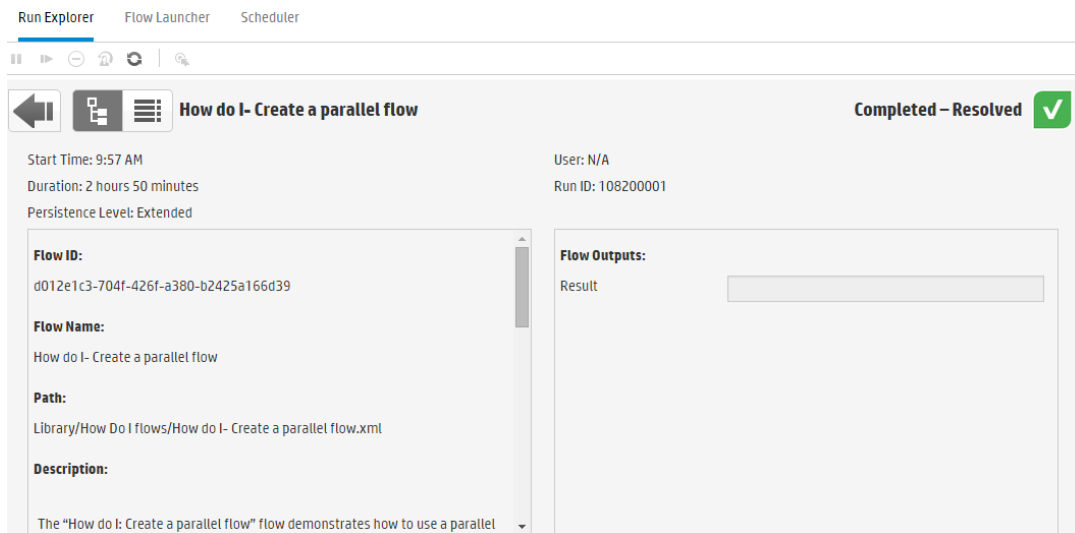 Run Explorer Flow Launcher Scheduler
How do I- Create a parallel flow Completed – Resolved
Start Time: 9:57 AM
Duration: 2 hours 50 minutes
Persistence Level: Extended
User: N/A
Run ID: 108200001
Flow ID:
d012e1c3-704f-426f-a380-b2425a166d39
Flow Name:
How do I- Create a parallel flow
Path:
Library/How Do I flows/How do I- Create a parallel flow.xml
Description:
The “How do I: Create a parallel flow” flow demonstrates how to use a parallel
Flow Outputs:
Result